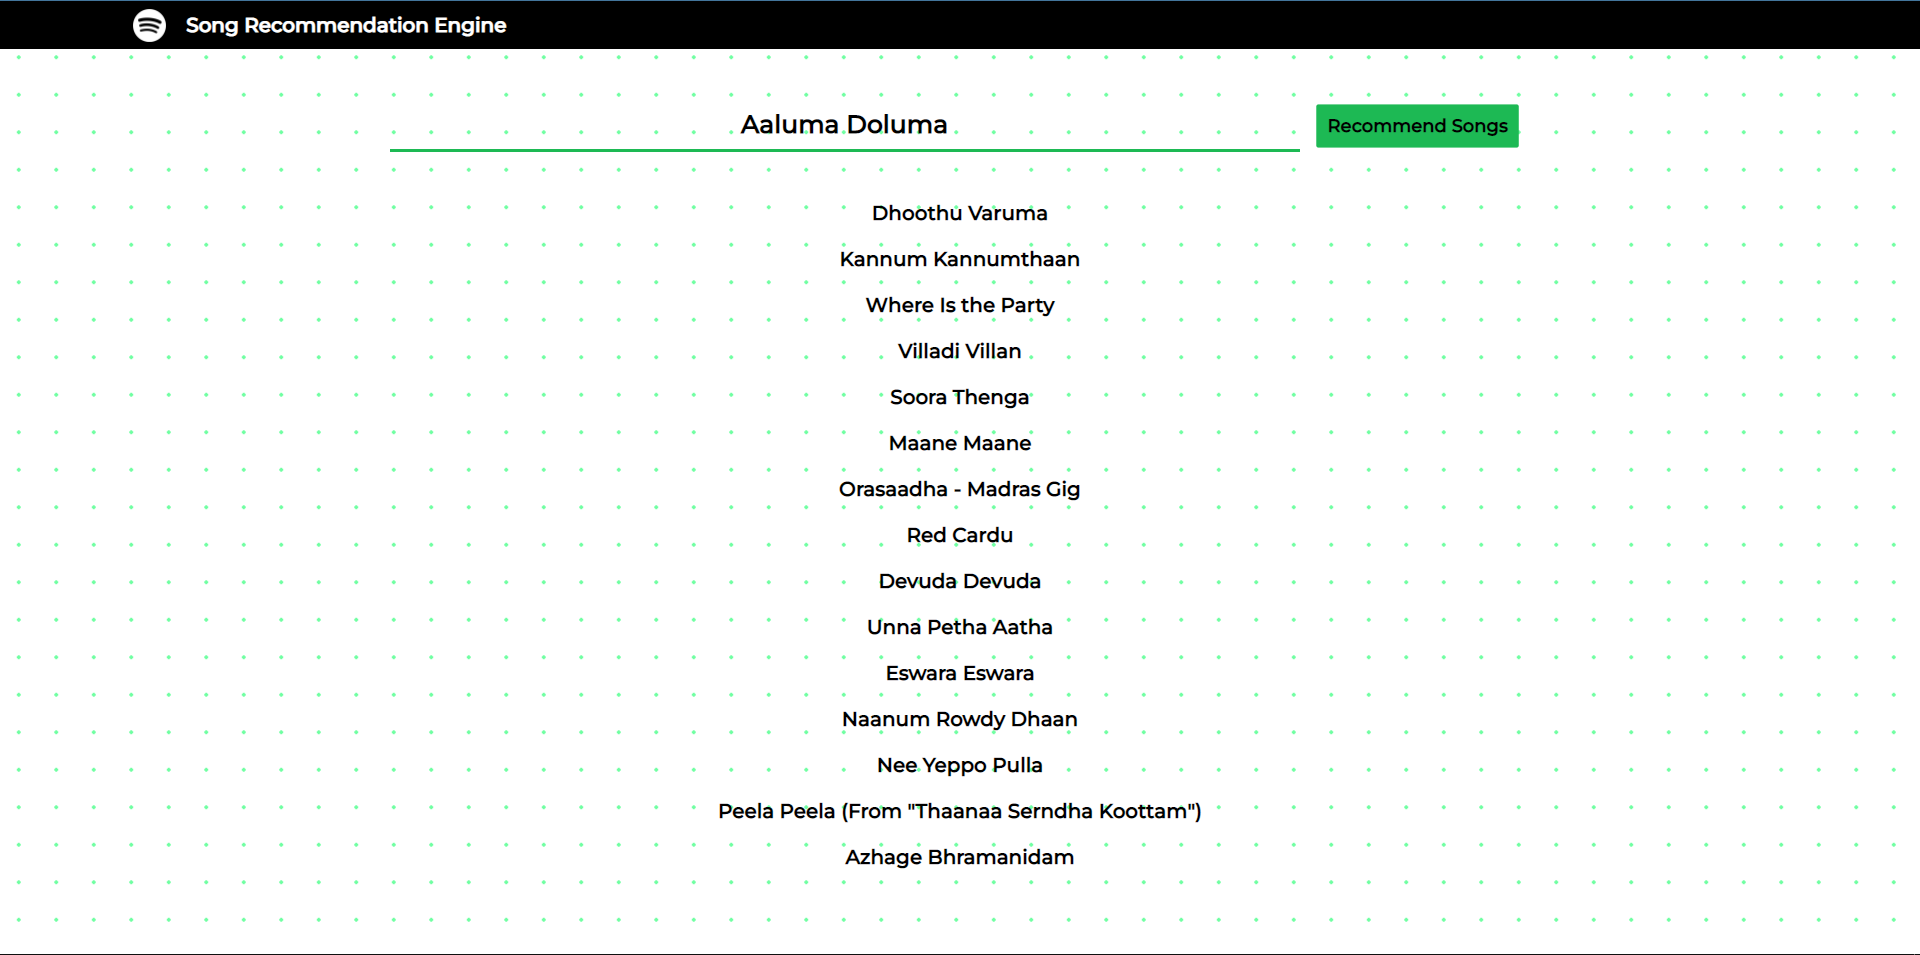 Song Recommendation Engine
Aaluma Doluma
Recommend Songs
Dhoothu Varuma
Kannum Kannumthaan
Where Is the Party
Villadi Villan
Soora Thenga
Maane Maane
Orasaadha - Madras Gig
Red Cardu
Devuda Devuda
Unna Petha Aatha
Eswara Eswara
Naanum Rowdy Dhaan
Nee Yeppo Pulla
Peela Peela (From "Thaanaa Serndha Koottam")
Azhage Bhramanidam